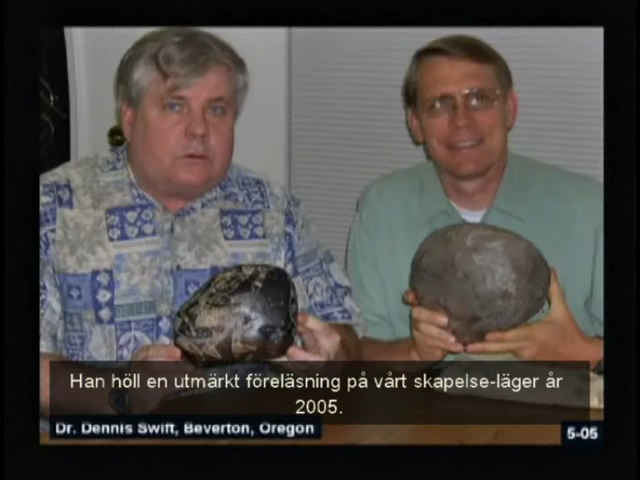 Han höll en utmärkt föreläsning på vårt skapelse-läger år
2005.
Dr. Dennis Swift, Beverton, Oregon
5-05